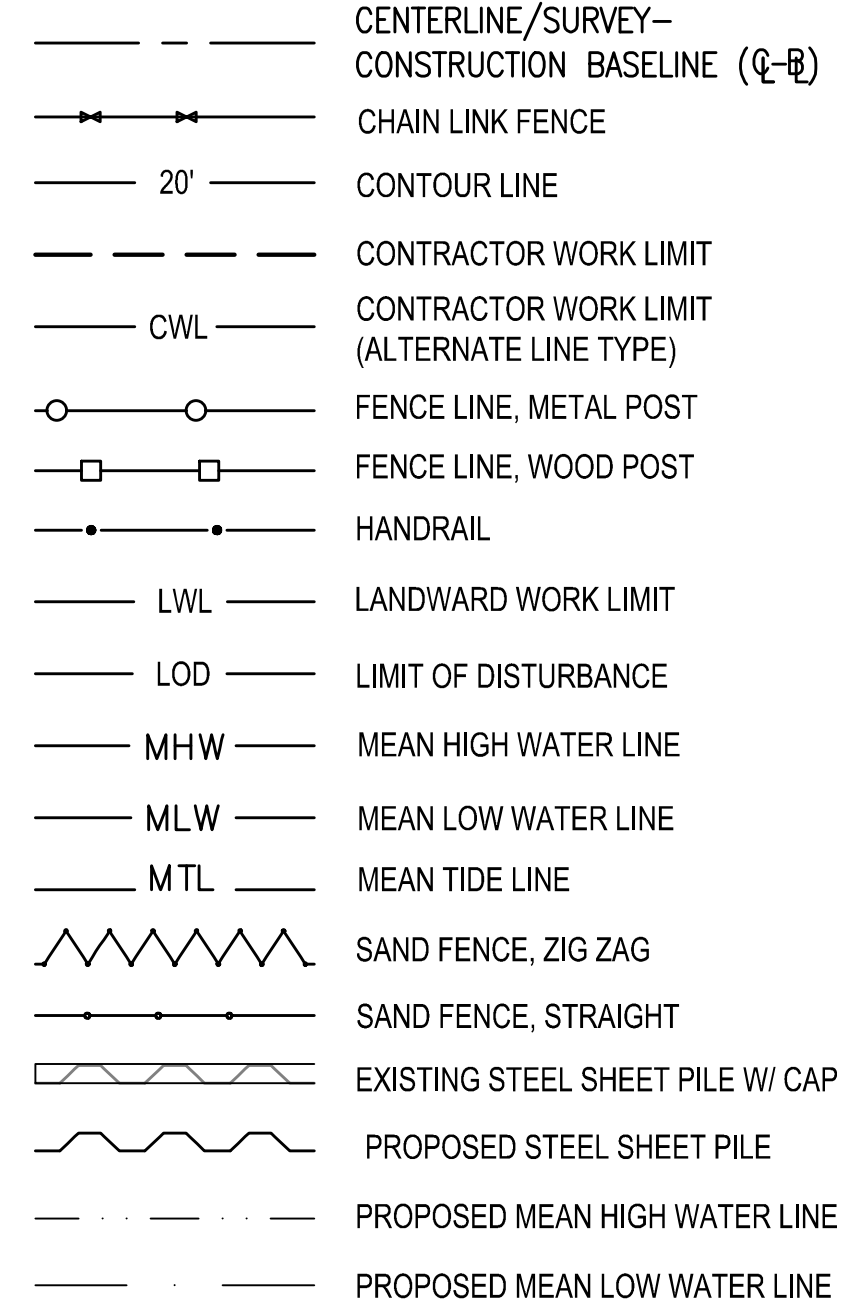 CENTERLINE/SURVEY-
CONSTRUCTION BASELINE (℄-BL)
CHAIN LINK FENCE
20' CONTOUR LINE
CONTRACTOR WORK LIMIT
CWL CONTRACTOR WORK LIMIT
(ALTERNATE LINE TYPE)
FENCE LINE, METAL POST
FENCE LINE, WOOD POST
HANDRAIL
LWL LANDWARD WORK LIMIT
LOD LIMIT OF DISTURBANCE
MHW MEAN HIGH WATER LINE
MLW MEAN LOW WATER LINE
MTL MEAN TIDE LINE
SAND FENCE, ZIG ZAG
SAND FENCE, STRAIGHT
EXISTING STEEL SHEET PILE W/ CAP
PROPOSED STEEL SHEET PILE
PROPOSED MEAN HIGH WATER LINE
PROPOSED MEAN LOW WATER LINE